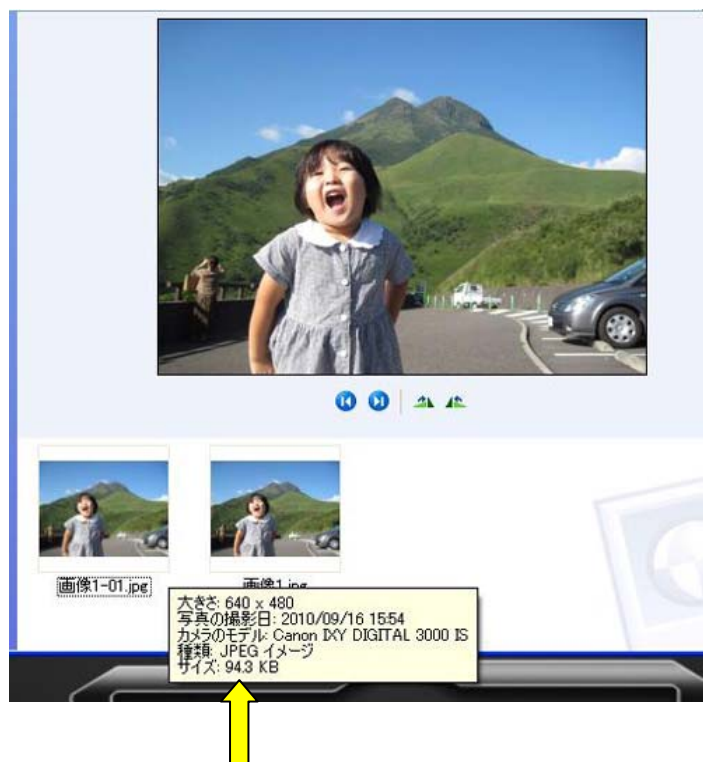 画像1-01.jpg
画像1.jpg
大きさ: 640 x 480
写真の撮影日: 2010/09/16 15:54
カメラのモデル: Canon IXY DIGITAL 3000 IS
種類: JPEG イメージ
サイズ: 94.3 KB